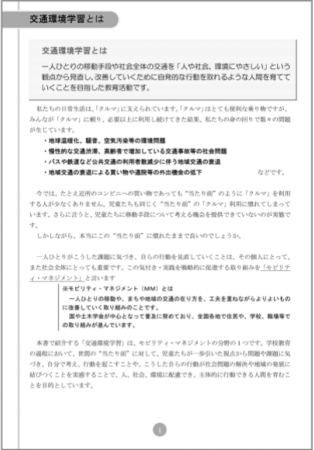 交通環境学習とは
交通環境学習とは
一人ひとりの移動手段や社会全体の交通を「人や社会、環境にやさしい」という
観点から見直し、改善していくために自発的な行動を取れるような人間を育てて
いくことを目指した教育活動です。
私たちの日常生活は、「クルマ」に支えられています。「クルマ」はとても便利な乗り物ですが、
みんなが「クルマ」に頼り、必要以上に利用し続けてきた結果、私たちの身の回りで数々の問題
が生じています。
・地球温暖化、騒音、空気汚染等の環境問題
・慢性的な交通渋滞、高齢者で増加している交通事故等の社会問題
・バスや鉄道など公共交通の利用者数減少に伴う地域交通の衰退
・地域交通の衰退による買い物や通院等の外出機会の低下 などです。
今では、たとえ近所のコンビニへの買い物であっても“当たり前”のように「クルマ」を利用
する人が少なくありません。児童たちも同じく“当たり前”の「クルマ」利用に慣れてしまって
います。さらに言うと、児童たちに移動手段について考える機会を提供できていないのが実態で
す。
しかしながら、本当にこの“当たり前”に慣れたままで良いのでしょうか。
一人ひとりがこうした課題に気づき、自らの行動を見直していくことは、その個人にとって、
また社会全体にとっても重要です。この気付き・実践を戦略的に促進する取り組みを「モビリテ
ィ・マネジメント」と言います
※モビリティ・マネジメント（MM）とは
一人ひとりの移動や、まちや地域の交通の在り方を、工夫を重ねながらよりよいもの
に改善していく取り組みのことです。
国や土木学会が中心となって普及に努めており、全国各地で住民や、学校、職場等で
の取り組みが進んでいます。
本書で紹介する「交通環境学習」は、モビリティ・マネジメントの分野の１つです。学校教育
の過程において、世間の“当たり前”に対して、児童たちが一歩引いた視点から問題や課題に気
づき、自分で考え、行動を起こすことや、こうした自らの行動が社会問題の解決や地域の発展に
結びつくことを実感することで、人、社会、環境に配慮でき、主体的に行動できる人間を育むこ
とを目的としています。
1